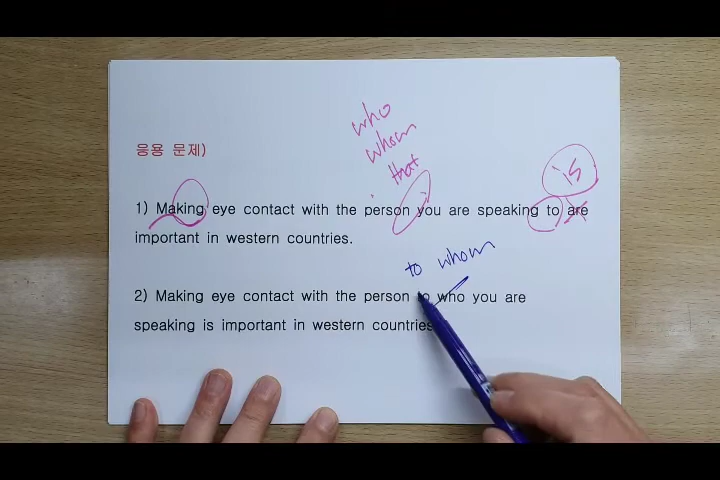 who
whom
that
응용 문제)
is
1) Making eye contact with the person you are speaking to are
important in western countries.
to whom
2) Making eye contact with the person to who you are
speaking is important in western countries